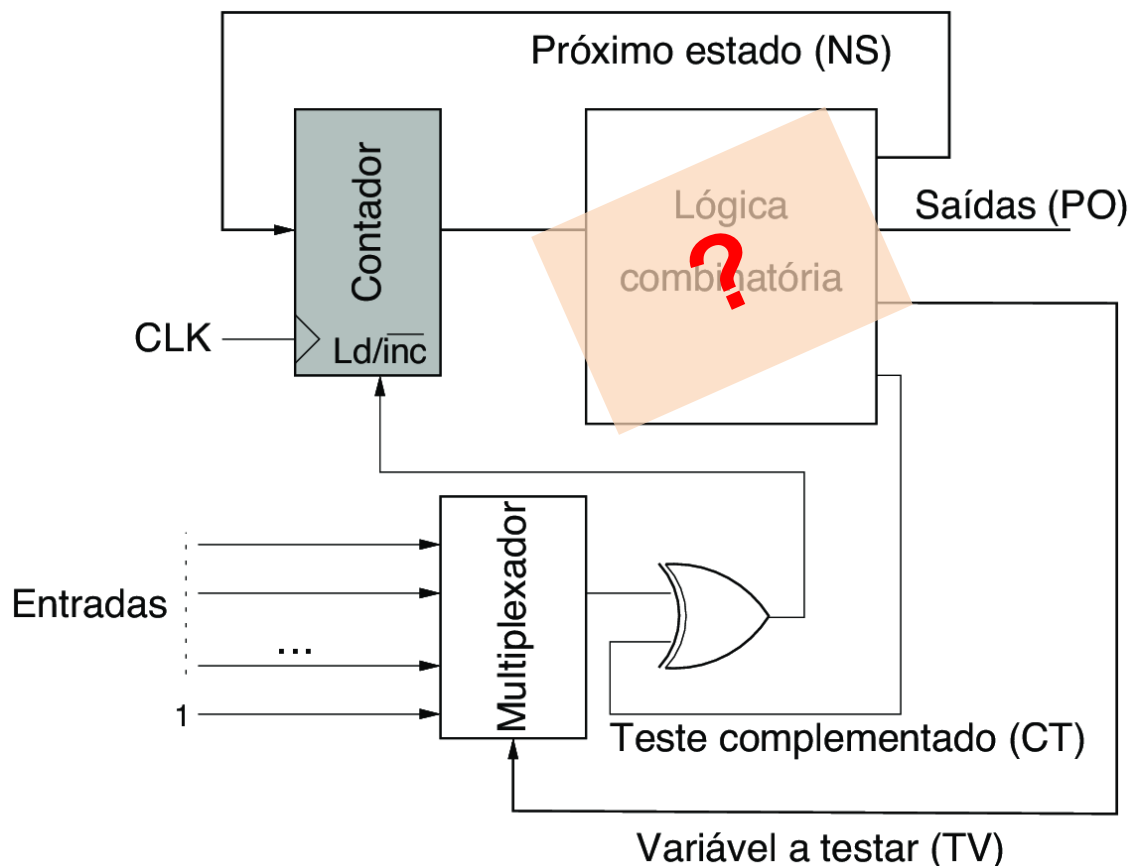 Próximo estado (NS)
Contador
Lógica
combinatória
?
Saídas (PO)
CLK
Ld/inc
Multiplexador
Entradas
...
1
Teste complementado (CT)
Variável a testar (TV)